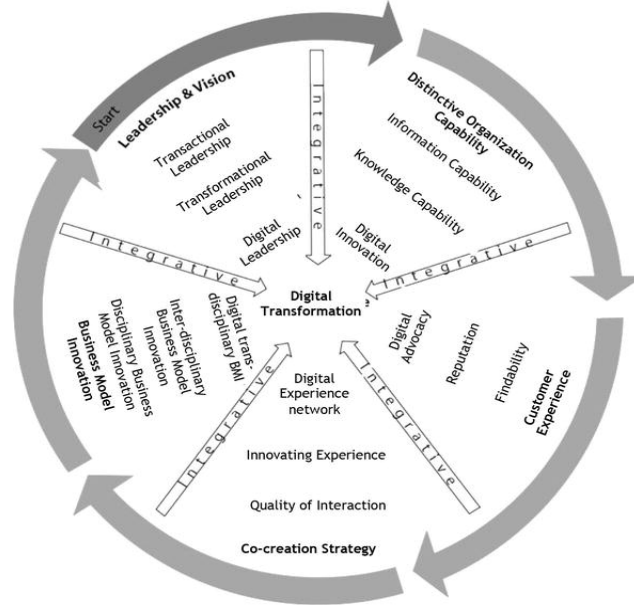 Start
Leadership & Vision
Transactional
Leadership
Transformational
Leadership
Digital
Leadership
Integrative
Distinctive Organization
Capability
Information Capability
Knowledge Capability
Digital
Innovation
Integrative
Customer
Experience
Findability
Reputation
Digital
Advocacy
Integrative
Digital
Experience
network
Innovating Experience
Quality of Interaction
Co-creation Strategy
Integrative
Business Model
Innovation
Disciplinary Business
Model Innovation
Inter-disciplinary
Business Model
Innovation
Digital trans-
disciplinary BMI
Integrative
Digital
Transformation